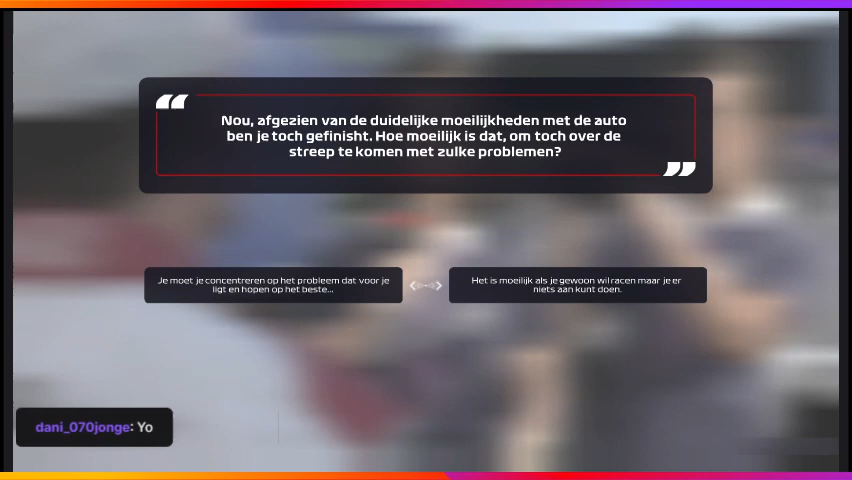 Nou, afgezien van de duidelijke moeilijkheden met de auto
ben je toch gefinisht. Hoe moeilijk is dat, om toch over de
streep te komen met zulke problemen?
Je moet je concentreren op het probleem dat voor je
ligt en hopen op het beste...
Het is moeilijk als je gewoon wil racen maar je er
niets aan kunt doen.
dani_070jonge: Yo